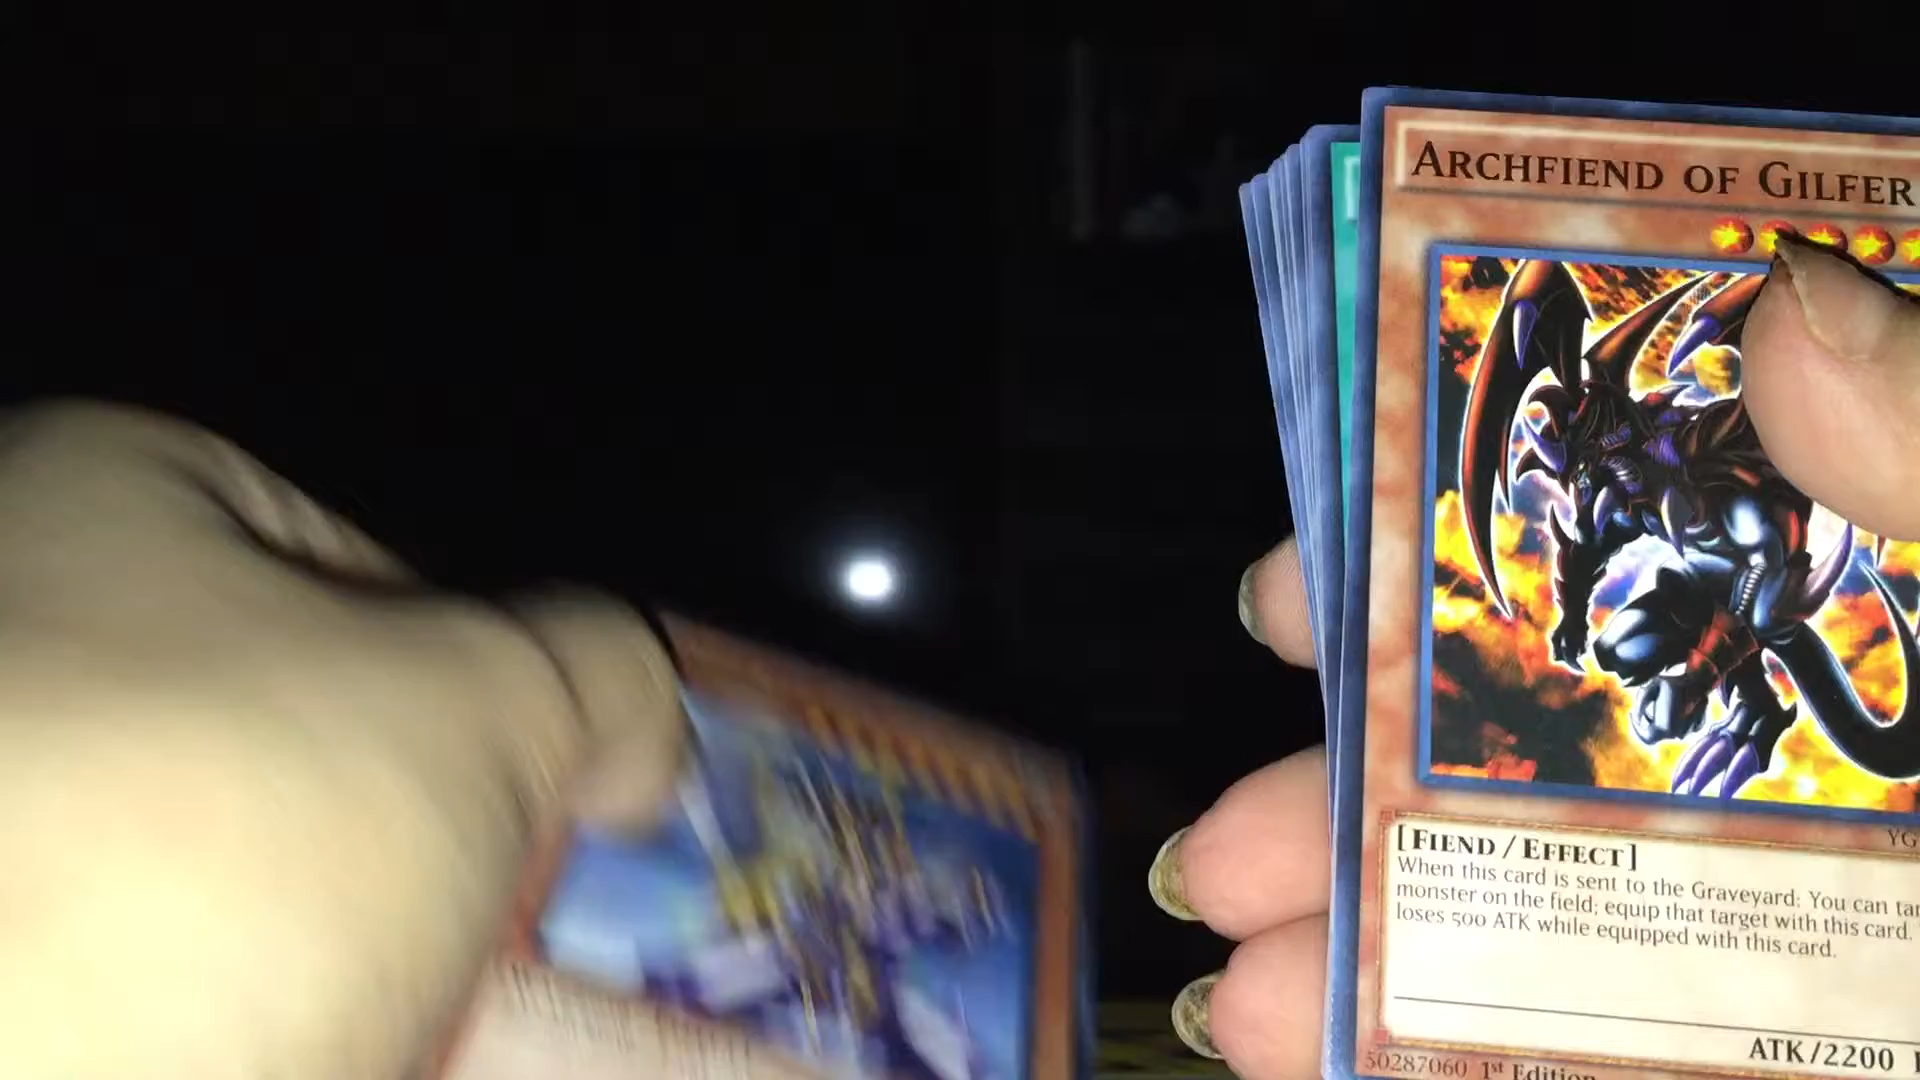 ARCHFIEND OF GILFER
YG
[FIEND / EFFECT]
When this card is sent to the Graveyard: You can tar
monster on the field; equip that target with this card.
loses 500 ATK while equipped with this card.
ATK/2200
50287060 1st Edition